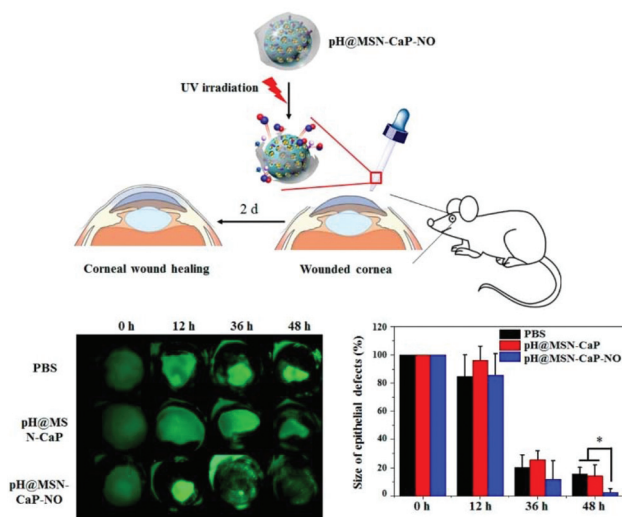 pH@MSN-CaP-NO
UV irradiation
2 d
Corneal wound healing
Wounded cornea
0 h 12 h 36 h 48 h
PBS
pH@MS
N-CaP
pH@MSN-
CaP-NO
Size of epithelial defects (%)
120
100
80
60
40
20
0
PBS
pH@MSN-CaP
pH@MSN-CaP-NO
*
0 h 12 h 36 h 48 h